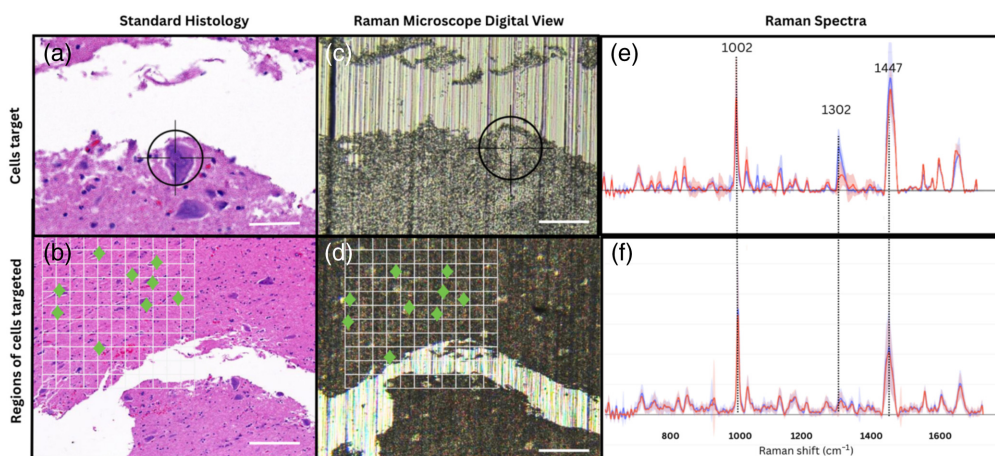 Standard Histology
Raman Microscope Digital View
Raman Spectra
Cells target
(a)
(c)
(e)
1002
1302
1447
Regions of cells targeted
(b)
(d)
(f)
800 1000 1200 1400 1600
Raman shift (cm⁻¹)